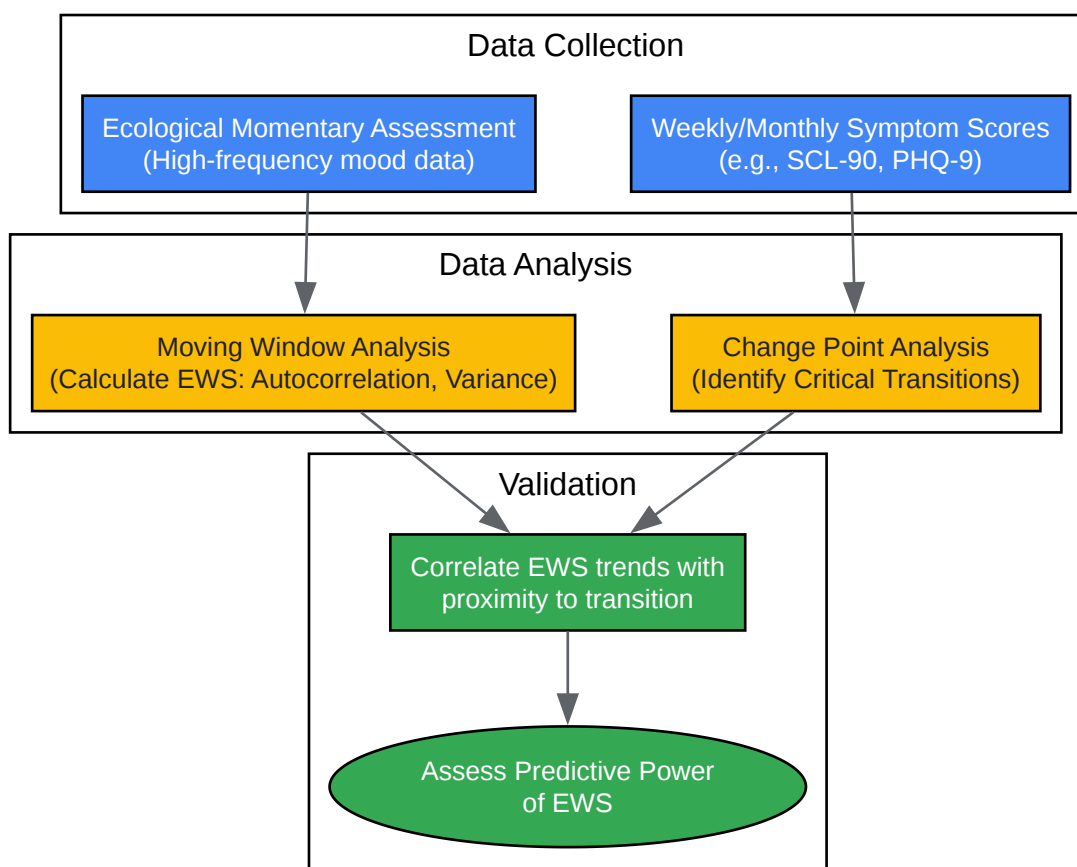 Data Collection
Ecological Momentary Assessment
(High-frequency mood data)
Weekly/Monthly Symptom Scores
(e.g., SCL-90, PHQ-9)
Data Analysis
Moving Window Analysis
(Calculate EWS: Autocorrelation, Variance)
Change Point Analysis
(Identify Critical Transitions)
Validation
Correlate EWS trends with
proximity to transition
Assess Predictive Power
of EWS